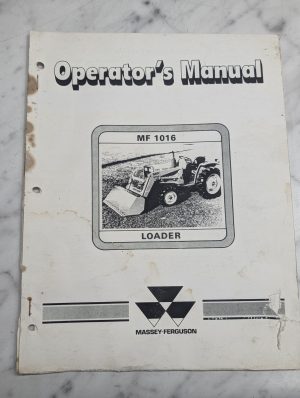 Operator's Manual
MF 1016
LOADER
MASSEY-FERGUSON